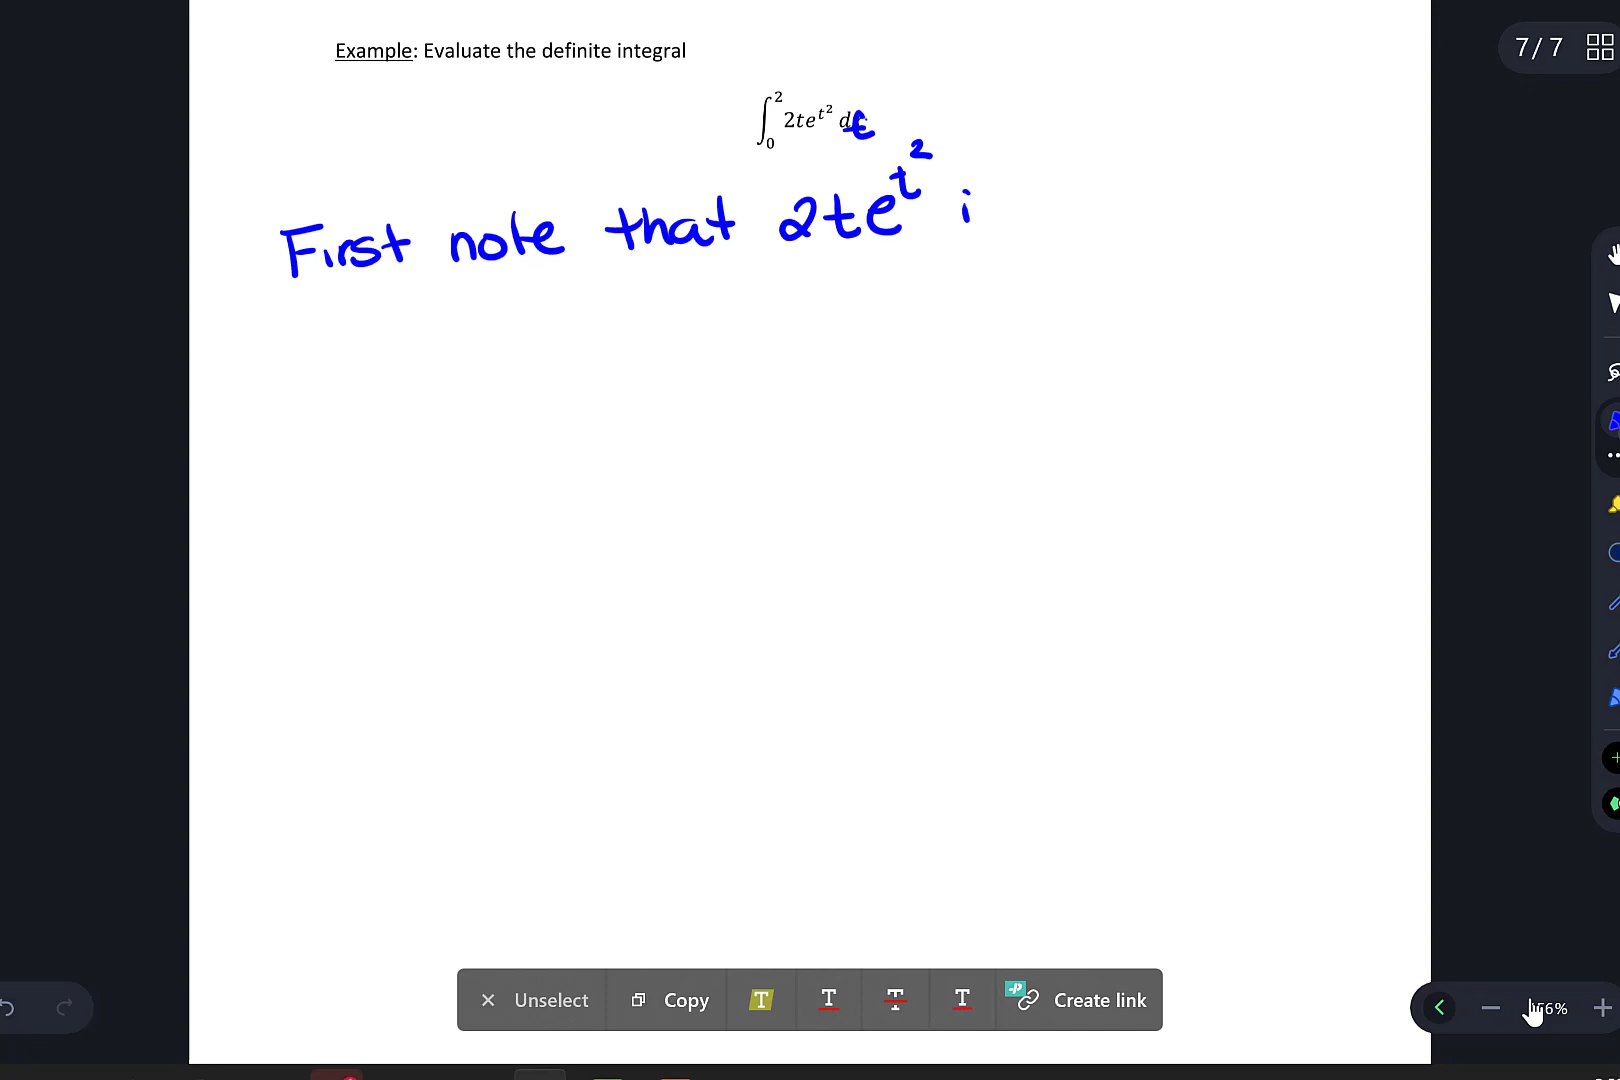 Example: Evaluate the definite integral
7/ 7
∫₀² 2te^{t²} dt
First note that 2te^{t²} i
× Unselect Copy T T T T Create link
56%